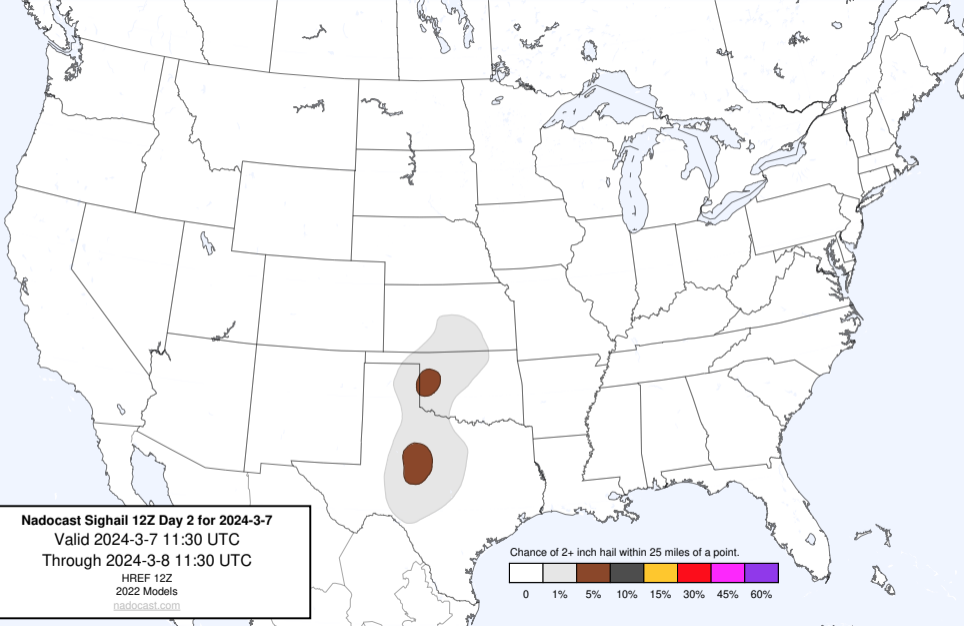 Nadocast Sighail 12Z Day 2 for 2024-3-7
Valid 2024-3-7 11:30 UTC
Through 2024-3-8 11:30 UTC
HREF 12Z
2022 Models
nadocast.com
Chance of 2+ inch hail within 25 miles of a point.
0 1% 5% 10% 15% 30% 45% 60%